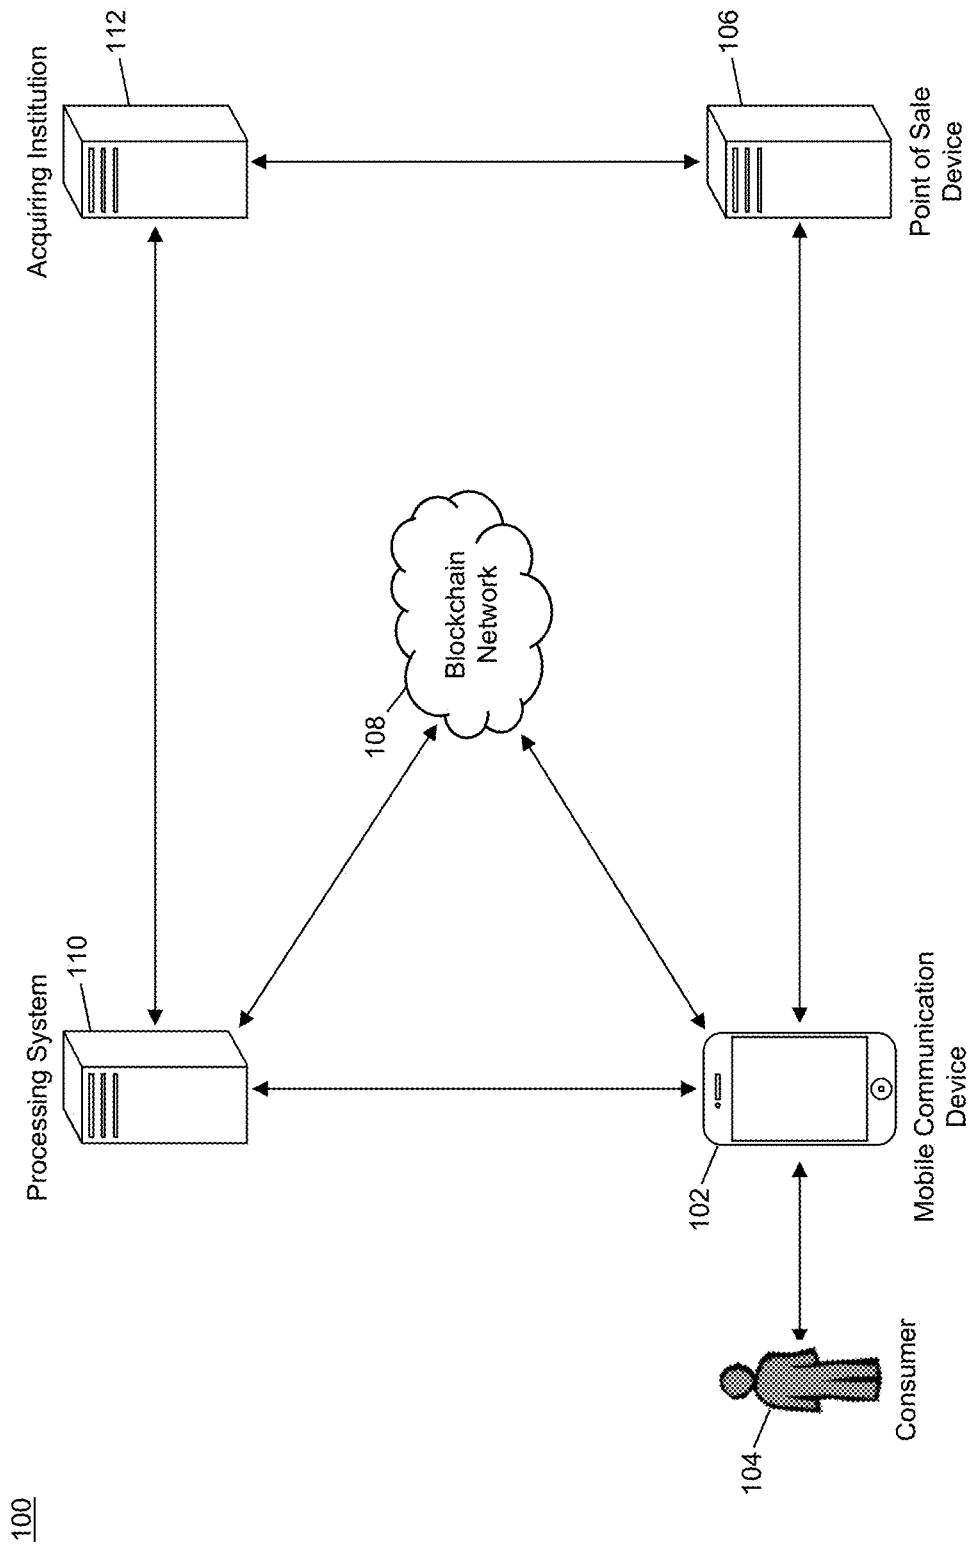 100
Processing System
110
Acquiring Institution
112
108
Blockchain
Network
102
Mobile Communication
Device
104
Consumer
106
Point of Sale
Device